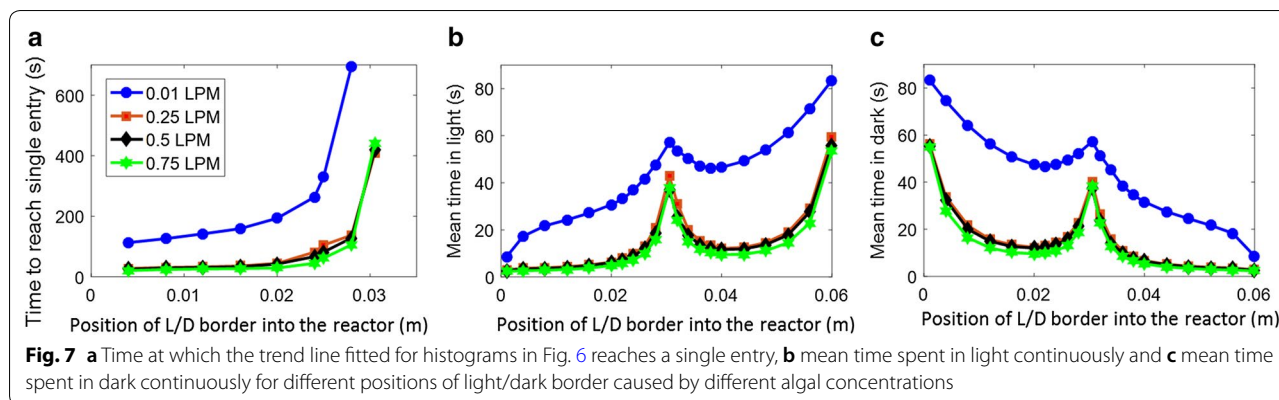 a
b
c
Time to reach single entry (s)
600
400
200
0
0.01 LPM
0.25 LPM
0.5 LPM
0.75 LPM
0
0.01
0.02
0.03
Position of L/D border into the reactor (m)
Mean time in light (s)
80
60
40
20
0
0
0.02
0.04
0.06
Position of L/D border into the reactor (m)
Mean time in dark (s)
80
60
40
20
0
0
0.02
0.04
0.06
Position of L/D border into the reactor (m)
Fig. 7 a Time at which the trend line fitted for histograms in Fig. 6 reaches a single entry, b mean time spent in light continuously and c mean time
spent in dark continuously for different positions of light/dark border caused by different algal concentrations